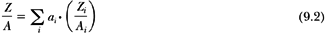 Z/A = ∑_i a_i • (Z_i/A_i) (9.2)